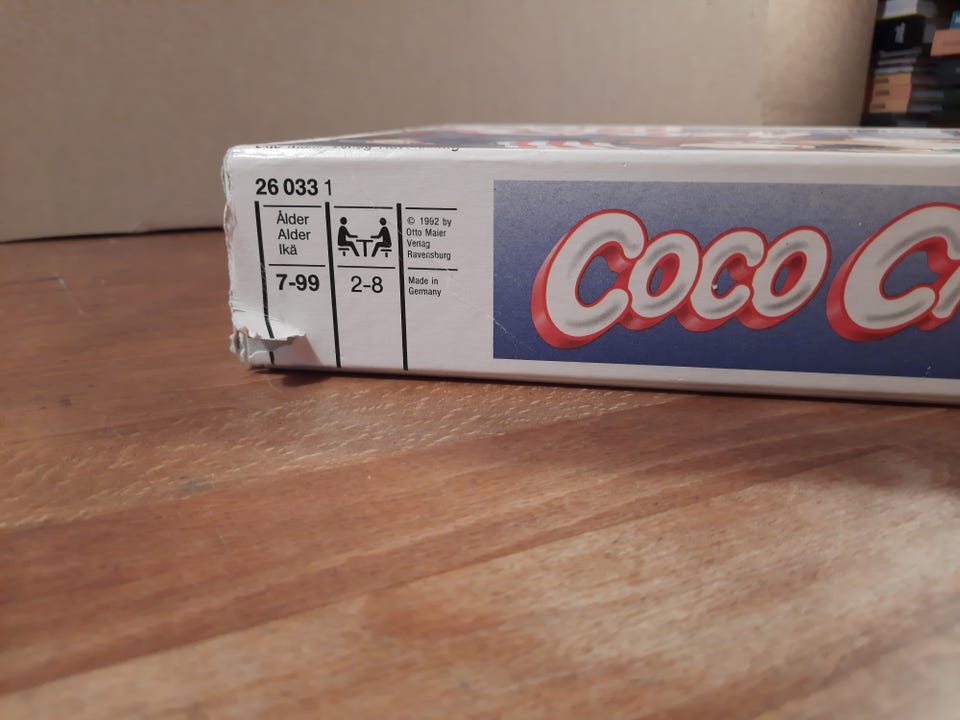 26 033 1
Ålder
Alder
Ikä
7-99
2-8
© 1992 by
Otto Maier
Verlag
Ravensburg
Made in
Germany
COCO C